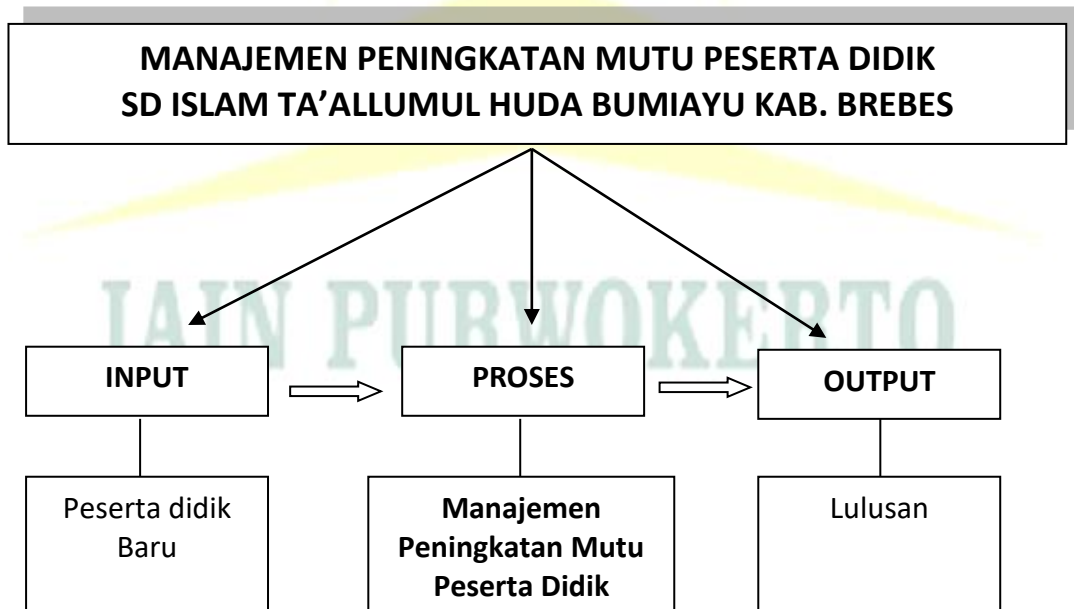 MANAJEMEN PENINGKATAN MUTU PESERTA DIDIK
SD ISLAM TA’ALLUMUL HUDA BUMIAYU KAB. BREBES
IAIN PURWOKERTO
INPUT
PROSES
OUTPUT
Peserta didik
Baru
Manajemen
Peningkatan Mutu
Peserta Didik
Lulusan